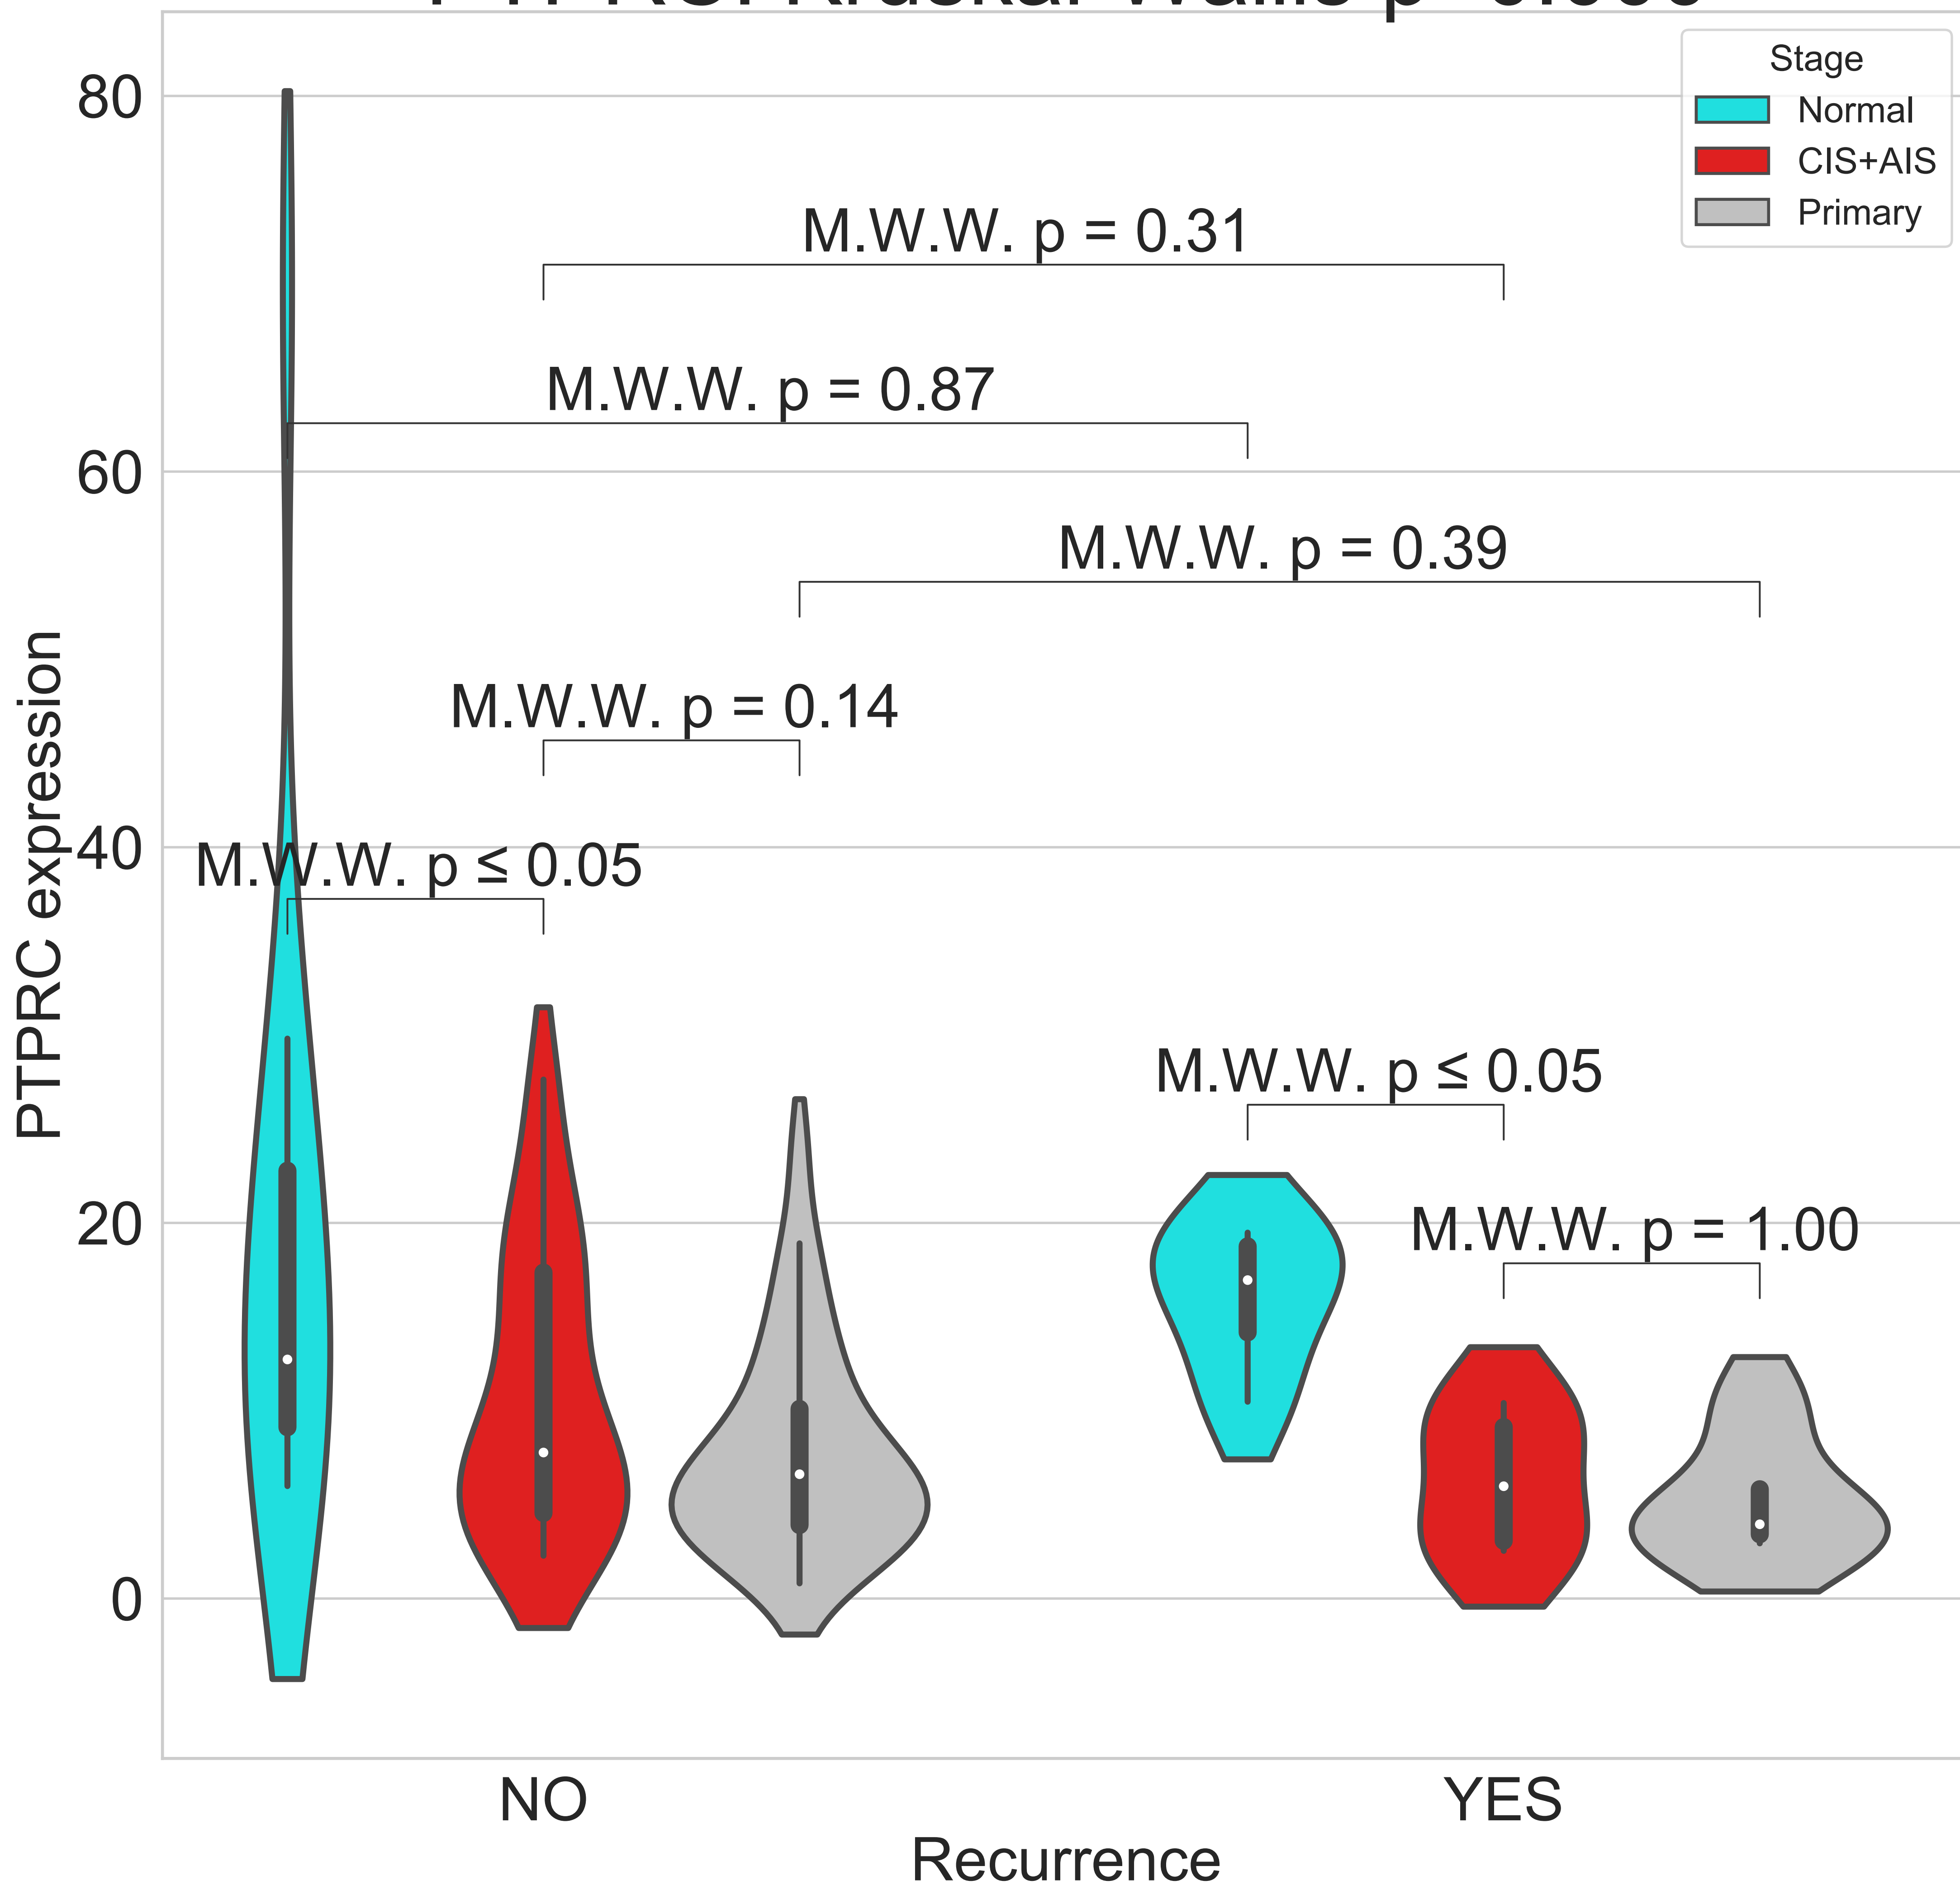 80
60
40
20
0
PTPRC expression
Stage
Normal
CIS+AIS
Primary
M.W.W. p = 0.31
M.W.W. p = 0.87
M.W.W. p = 0.39
M.W.W. p = 0.14
M.W.W. p ≤ 0.05
M.W.W. p ≤ 0.05
M.W.W. p = 1.00
NO
YES
Recurrence